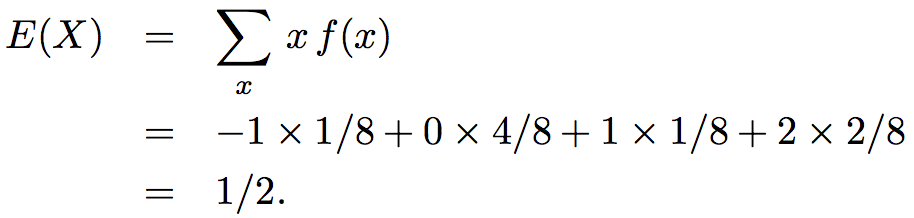 E(X) = ∑ₓ x f(x)
= −1 × 1/8 + 0 × 4/8 + 1 × 1/8 + 2 × 2/8
= 1/2.